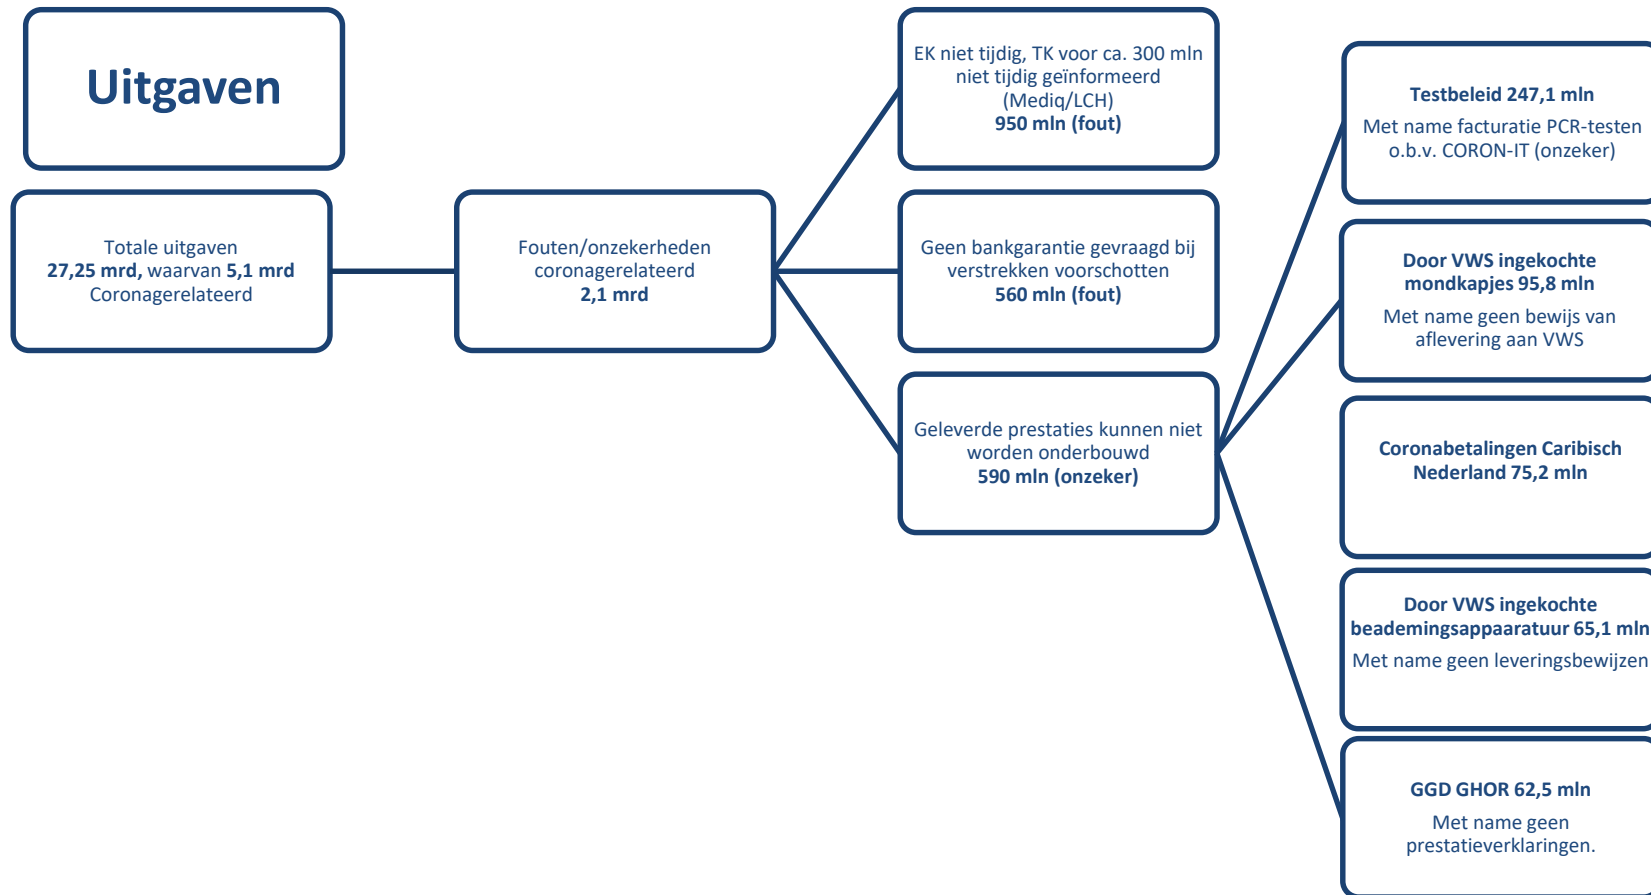 Uitgaven
Totale uitgaven
27,25 mrd, waarvan 5,1 mrd
Coronagerelateerd
Fouten/onzekerheden
coronagerelateerd
2,1 mrd
EK niet tijdig, TK voor ca. 300 mln
niet tijdig geïnformeerd
(Mediq/LCH)
950 mln (fout)
Geen bankgarantie gevraagd bij
verstrekken voorschotten
560 mln (fout)
Geleverde prestaties kunnen niet
worden onderbouwd
590 mln (onzeker)
Testbeleid 247,1 mln
Met name facturatie PCR-testen
o.b.v. CORON-IT (onzeker)
Door VWS ingekochte
mondkapjes 95,8 mln
Met name geen bewijs van
aflevering aan VWS
Coronabetalingen Caribisch
Nederland 75,2 mln
Door VWS ingekochte
beademingsappaaratuur 65,1 mln
Met name geen leveringsbewijzen
GGD GHOR 62,5 mln
Met name geen
prestatieverklaringen.